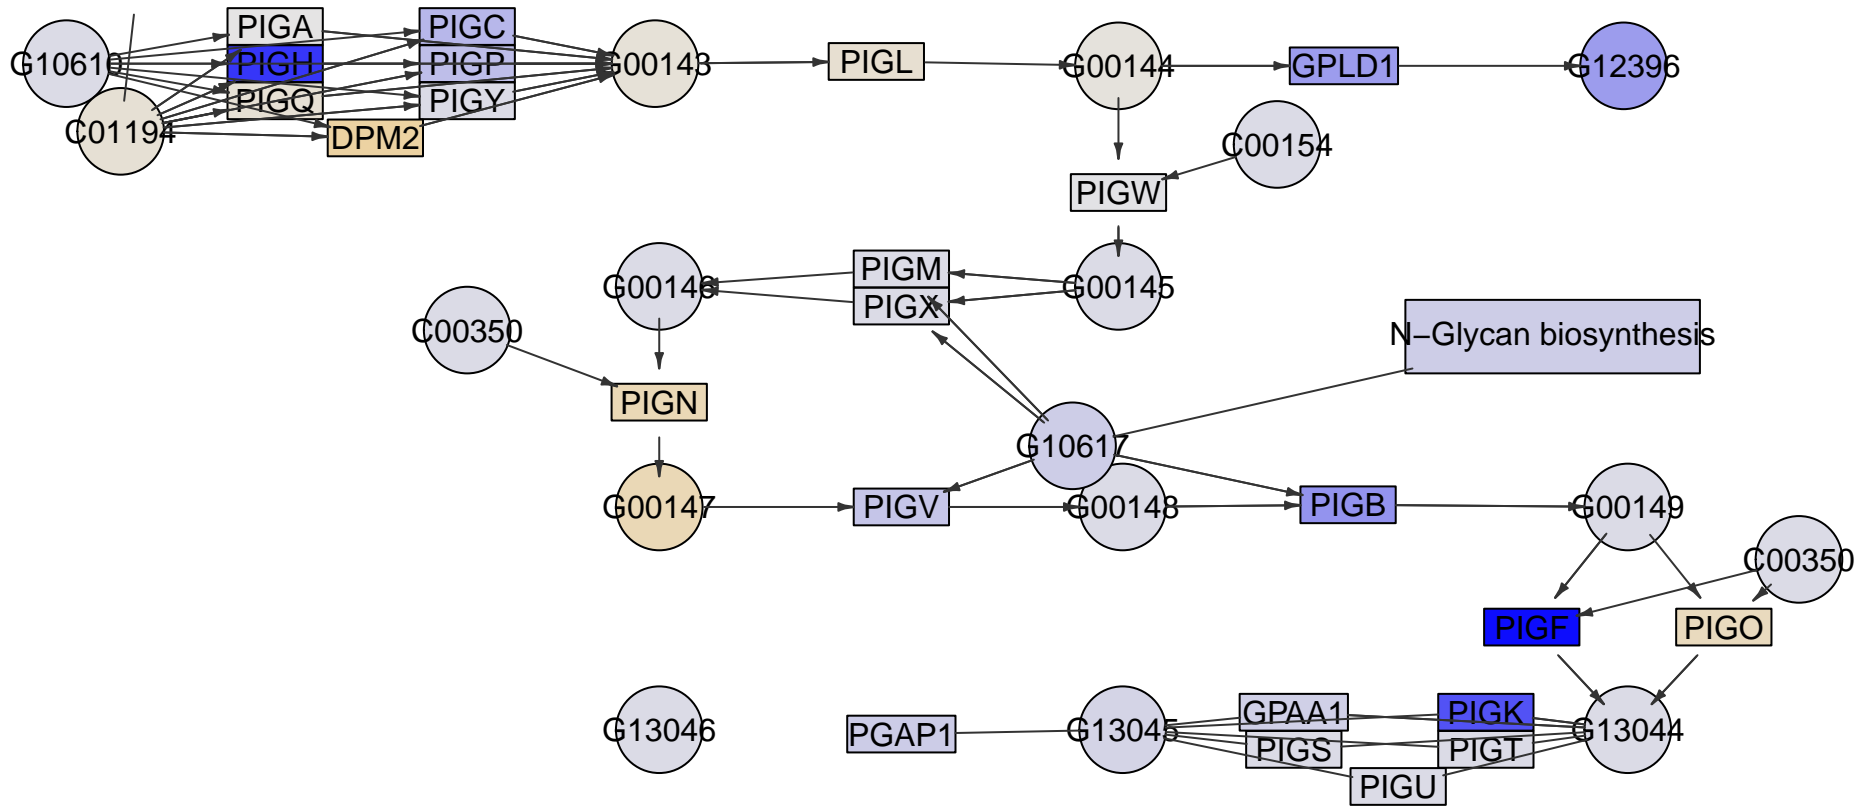 PIGA
PIGC
G10610
PIGH
PIGP
G00143
PIGL
G00144
GPLD1
G12396
PIGQ
PIGY
C01194
DPM2
C00154
PIGW
PIGM
G00146
G00145
PIGX
C00350
N−Glycan biosynthesis
PIGN
G10617
G00147
PIGV
G00148
PIGB
G00149
C00350
PIGF
PIGO
GPAA1
PIGK
G13046
PGAP1
G13045
G13044
PIGS
PIGT
PIGU